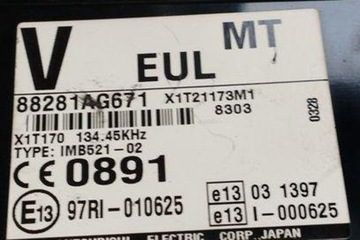 V EUL MT
88281AG671 X1T21173M1
8303
0328
X1T170 134.45KHz
TYPE: IMB521-02
CE 0891
E13 97RI-010625
e13 03 1397
e13 I-000625
ELECTRIC CORP. JAPAN